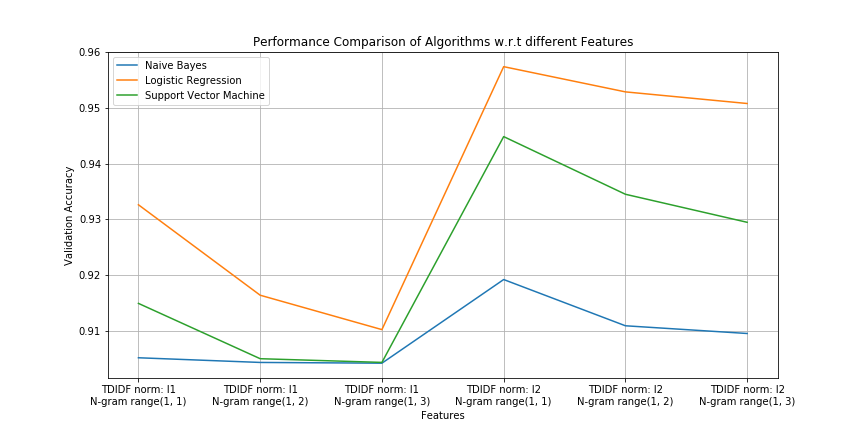 Performance Comparison of Algorithms w.r.t different Features
Naive Bayes
Logistic Regression
Support Vector Machine
Validation Accuracy
0.96
0.95
0.94
0.93
0.92
0.91
TDIDF norm: l1
N-gram range(1, 1)
TDIDF norm: l1
N-gram range(1, 2)
TDIDF norm: l1
N-gram range(1, 3)
TDIDF norm: l2
N-gram range(1, 1)
TDIDF norm: l2
N-gram range(1, 2)
TDIDF norm: l2
N-gram range(1, 3)
Features